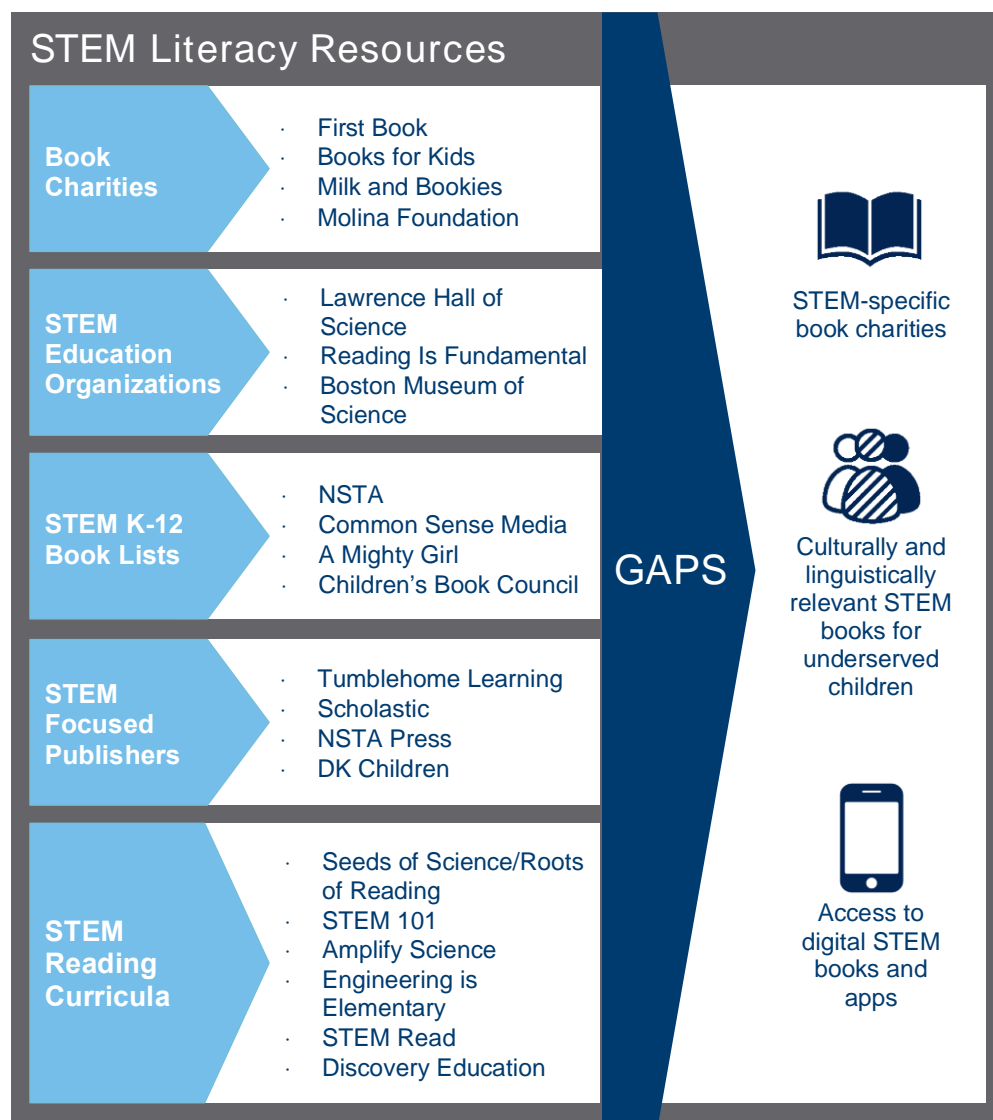 STEM Literacy Resources
Book
Charities
· First Book
· Books for Kids
· Milk and Bookies
· Molina Foundation
STEM
Education
Organizations
· Lawrence Hall of
Science
· Reading Is Fundamental
· Boston Museum of
Science
STEM K-12
Book Lists
· NSTA
· Common Sense Media
· A Mighty Girl
· Children’s Book Council
STEM
Focused
Publishers
· Tumblehome Learning
· Scholastic
· NSTA Press
· DK Children
STEM
Reading
Curricula
· Seeds of Science/Roots
of Reading
· STEM 101
· Amplify Science
· Engineering is
Elementary
· STEM Read
· Discovery Education
GAPS
STEM-specific
book charities
Culturally and
linguistically
relevant STEM
books for
underserved
children
Access to
digital STEM
books and
apps